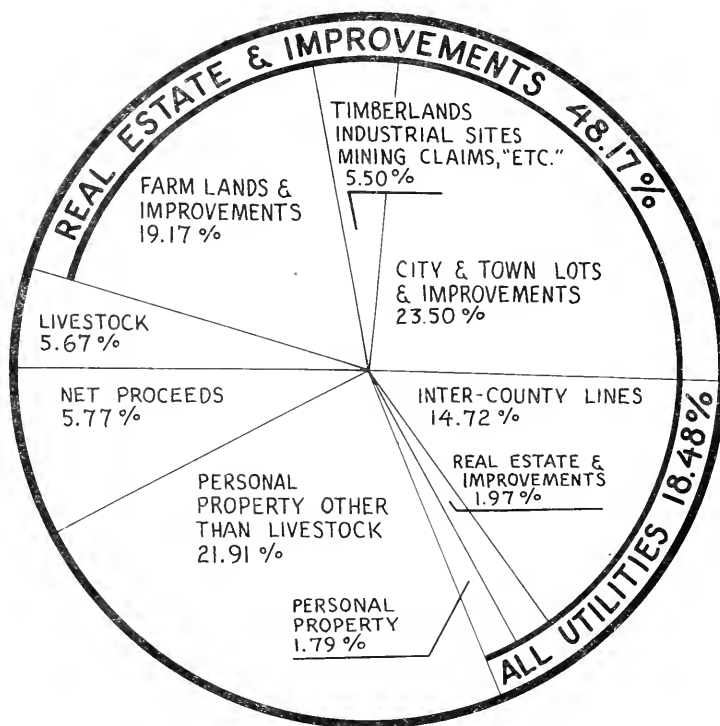 REAL ESTATE & IMPROVEMENTS 48.17%
TIMBERLANDS
INDUSTRIAL SITES
MINING CLAIMS, "ETC."
5.50%
FARM LANDS &
IMPROVEMENTS
19.17 %
CITY & TOWN LOTS
& IMPROVEMENTS
23.50 %
LIVESTOCK
5.67 %
NET PROCEEDS
5.77 %
INTER-COUNTY LINES
14.72 %
REAL ESTATE &
IMPROVEMENTS
1.97 %
PERSONAL
PROPERTY OTHER
THAN LIVESTOCK
21.91 %
PERSONAL
PROPERTY
1.79 %
ALL UTILITIES 18.48%